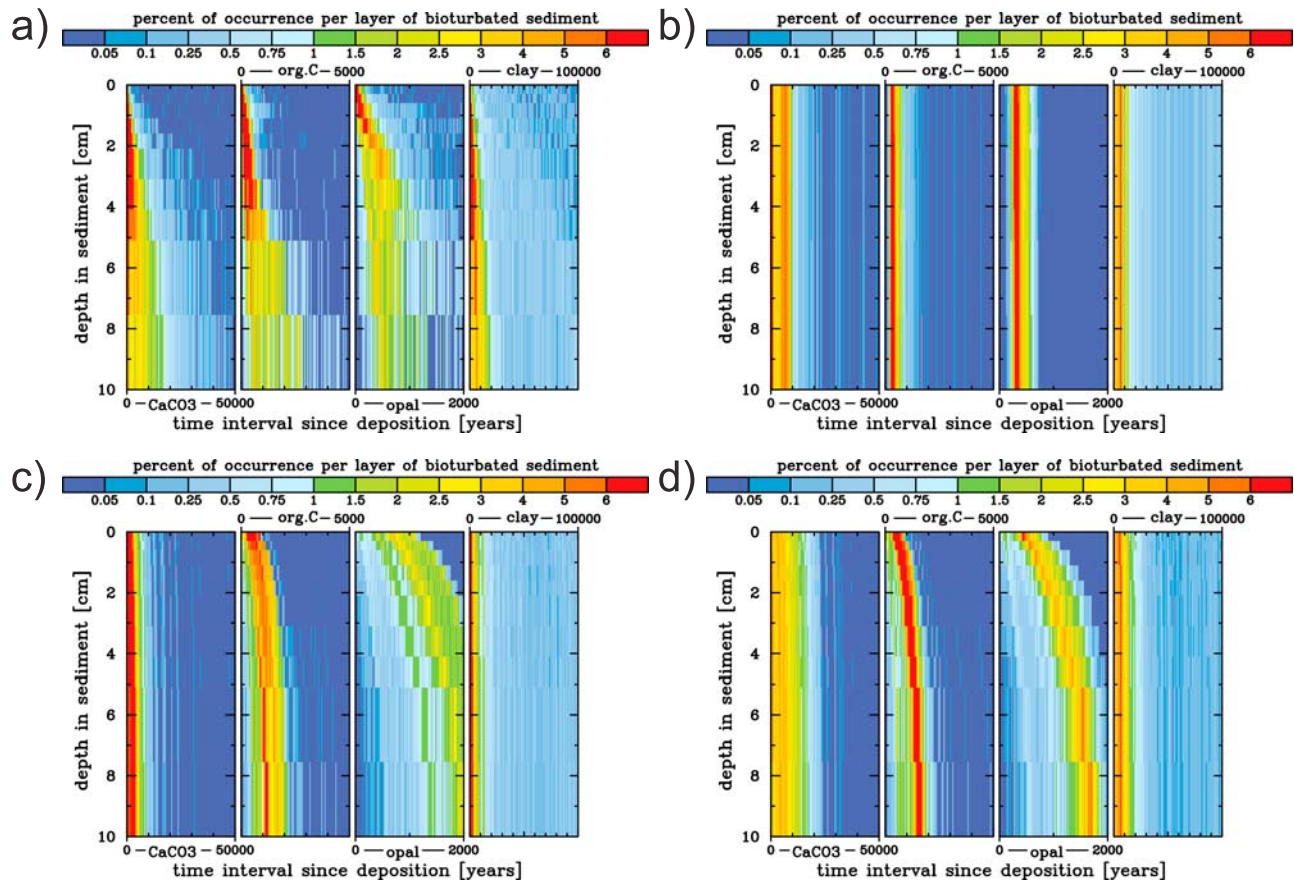 a)
percent of occurrence per layer of bioturbated sediment
0.05 0.1 0.25 0.5 0.75 1 1.5 2 2.5 3 4 5 6
0 — org.C – 5000 0 — clay – 100000
depth in sediment [cm]
0
2
4
6
8
10
0 – CaCO3 – 50000 0 — opal — 2000
time interval since deposition [years]
b)
percent of occurrence per layer of bioturbated sediment
0.05 0.1 0.25 0.5 0.75 1 1.5 2 2.5 3 4 5 6
0 — org.C – 5000 0 — clay – 100000
depth in sediment [cm]
0
2
4
6
8
10
0 – CaCO3 – 50000 0 — opal — 2000
time interval since deposition [years]
c)
percent of occurrence per layer of bioturbated sediment
0.05 0.1 0.25 0.5 0.75 1 1.5 2 2.5 3 4 5 6
0 — org.C – 5000 0 — clay – 100000
depth in sediment [cm]
0
2
4
6
8
10
0 – CaCO3 – 50000 0 — opal — 2000
time interval since deposition [years]
d)
percent of occurrence per layer of bioturbated sediment
0.05 0.1 0.25 0.5 0.75 1 1.5 2 2.5 3 4 5 6
0 — org.C – 5000 0 — clay – 100000
depth in sediment [cm]
0
2
4
6
8
10
0 – CaCO3 – 50000 0 — opal — 2000
time interval since deposition [years]